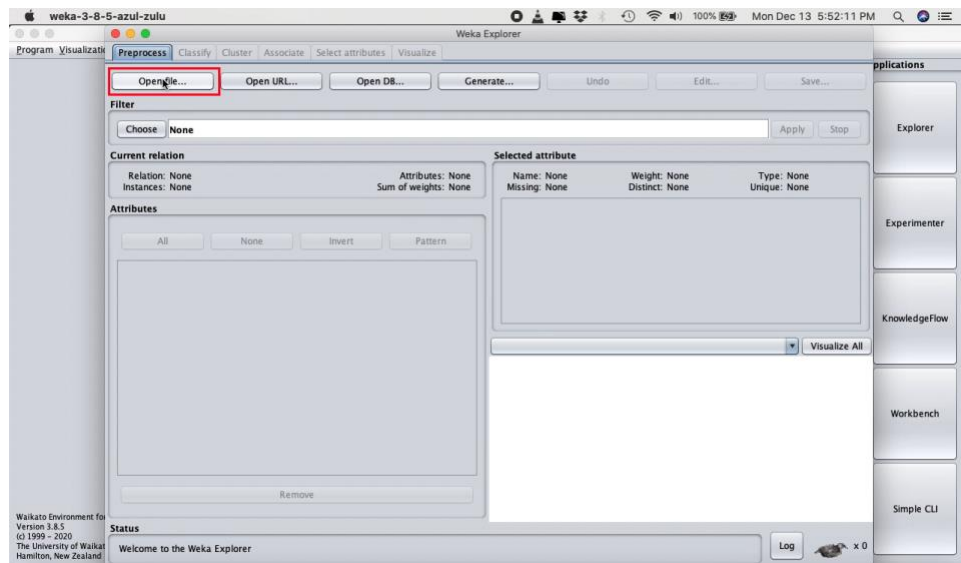 weka-3-8-5-azul-zulu 100% Mon Dec 13 5:52:11 PM
Weka Explorer
Program Visualizati
Preprocess Classify Cluster Associate Select attributes Visualize
Open file... Open URL... Open DB... Generate... Undo Edit... Save...
Filter
Choose None Apply Stop
Current relation
Relation: None Attributes: None
Instances: None Sum of weights: None
Attributes
All None Invert Pattern
Remove
Selected attribute
Name: None Weight: None Type: None
Missing: None Distinct: None Unique: None
Visualize All
Status
Welcome to the Weka Explorer
Log x 0
pplications
Explorer
Experimenter
KnowledgeFlow
Workbench
Simple CLI
Waikato Environment fo
Version 3.8.5
(c) 1999 - 2020
The University of Waikat
Hamilton, New Zealand